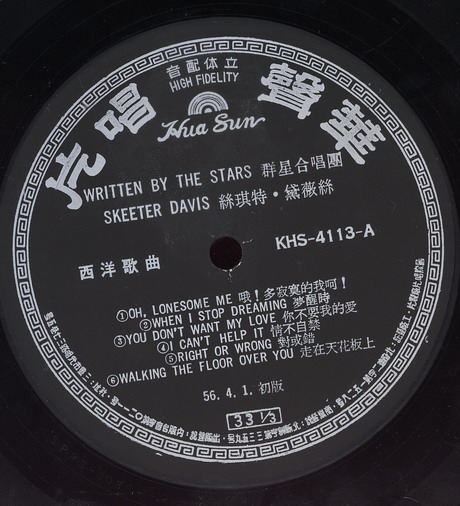 音配体立
HIGH FIDELITY
片唱聲華
Hua Sun
WRITTEN BY THE STARS 群星合唱團
SKEETER DAVIS 絲琪特・黛薇絲
西洋歌曲
KHS-4113-A
①OH, LONESOME ME 哦！多寂寞的我呵！
②WHEN I STOP DREAMING 夢醒時
③YOU DON'T WANT MY LOVE 你不要我的愛
④I CAN'T HELP IT 情不自禁
⑤RIGHT OR WRONG 對或錯
⑥WALKING THE FLOOR OVER YOU 走在天花板上
56.4.1. 初版
33 1/3